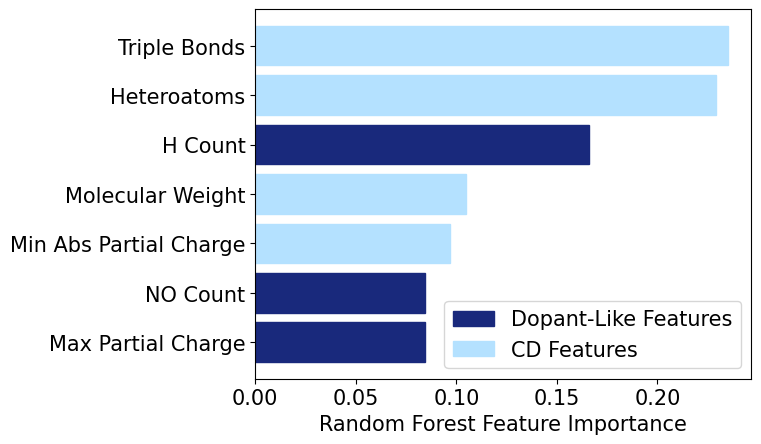 Triple Bonds
Heteroatoms
H Count
Molecular Weight
Min Abs Partial Charge
NO Count
Max Partial Charge
Dopant-Like Features
CD Features
0.00 0.05 0.10 0.15 0.20
Random Forest Feature Importance